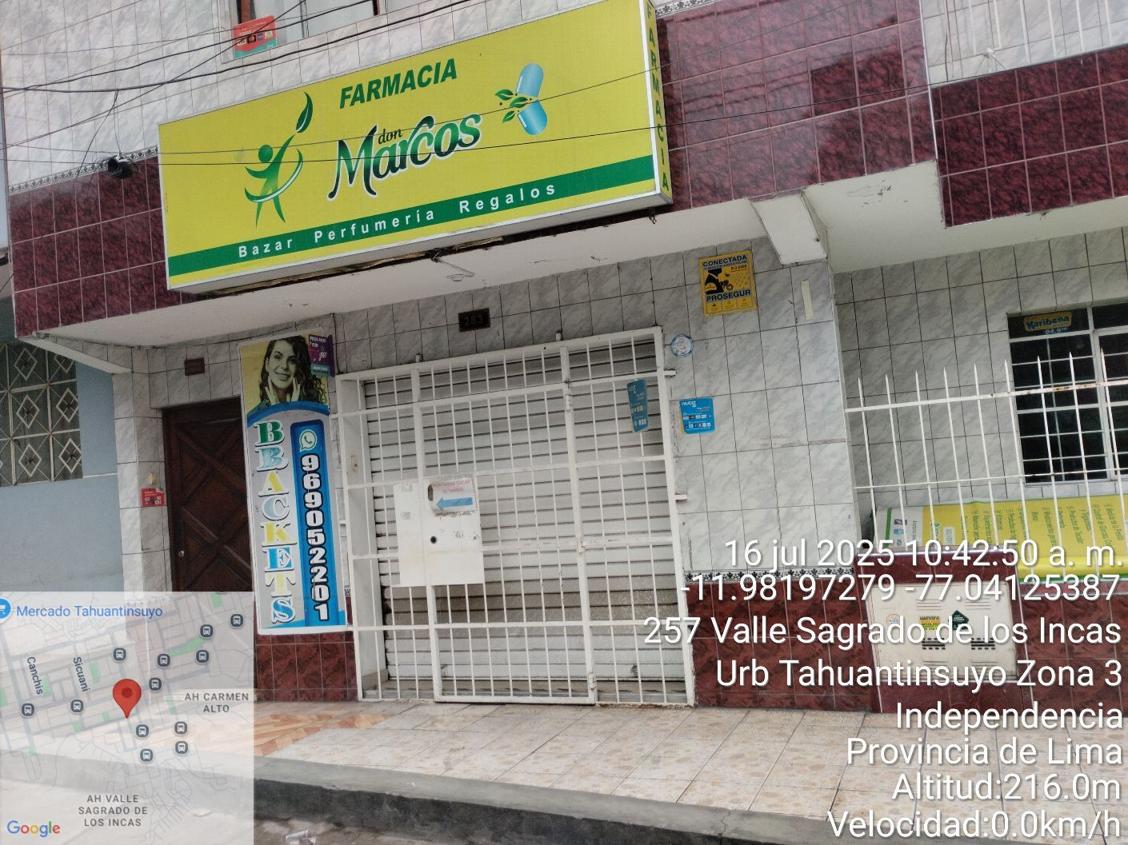 FARMACIA
don
Marcos
Bazar Perfumería Regalos
FARMACIA
CONECTADA
PROSEGUR
263
Karibeña
BRACKETS
969052201
16 jul 2025 10:42:50 a. m.
-11.98197279 -77.04125387
257 Valle Sagrado de los Incas
Urb Tahuantinsuyo Zona 3
Independencia
Provincia de Lima
Altitud:216.0m
Velocidad:0.0km/h
Mercado Tahuantinsuyo
Canchis
Sicuani
AH CARMEN
ALTO
AH VALLE
SAGRADO DE
LOS INCAS
Google